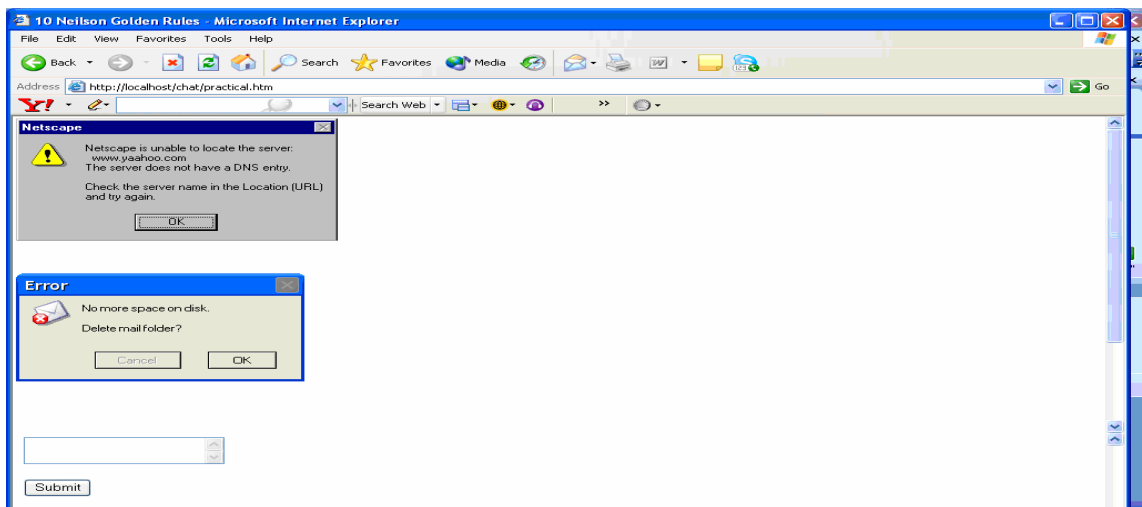 10 Neilson Golden Rules - Microsoft Internet Explorer
File Edit View Favorites Tools Help
Back Search Favorites Media W
Address http://localhost/chat/practical.htm Go
Y! Search Web >>
Netscape
Netscape is unable to locate the server:
www.yaahoo.com
The server does not have a DNS entry.
Check the server name in the Location (URL)
and try again.
OK
Error
No more space on disk.
Delete mail folder?
Cancel OK
Submit